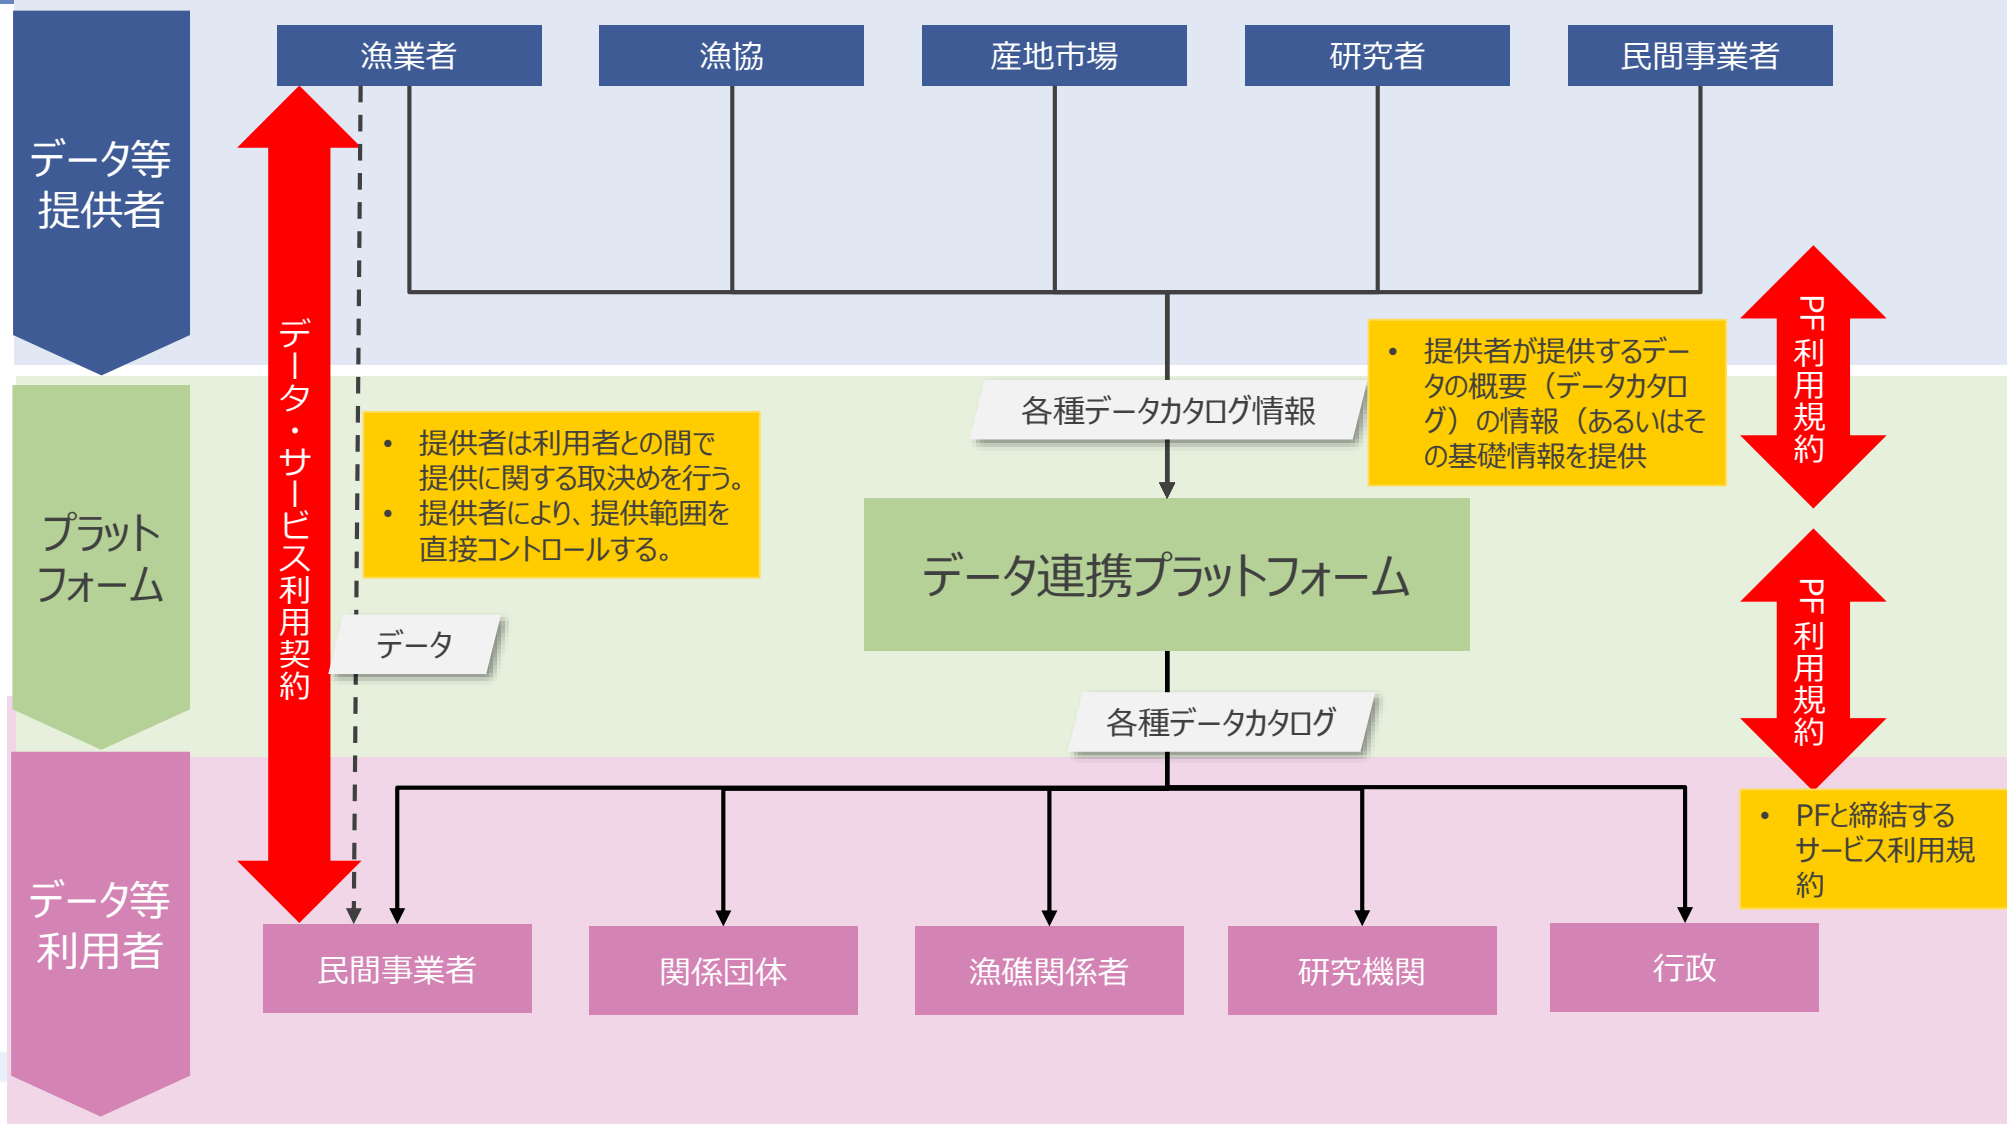 データ等
提供者
漁業者
漁協
産地市場
研究者
民間事業者
データ・サービス利用契約
PF利用規約
• 提供者が提供するデー
タの概要（データカタロ
グ）の情報（あるいはそ
の基礎情報を提供
各種データカタログ情報
• 提供者は利用者との間で
提供に関する取決めを行う。
• 提供者により、提供範囲を
直接コントロールする。
プラット
フォーム
データ連携プラットフォーム
データ
PF利用規約
各種データカタログ
• PFと締結する
サービス利用規
約
データ等
利用者
民間事業者
関係団体
漁礁関係者
研究機関
行政